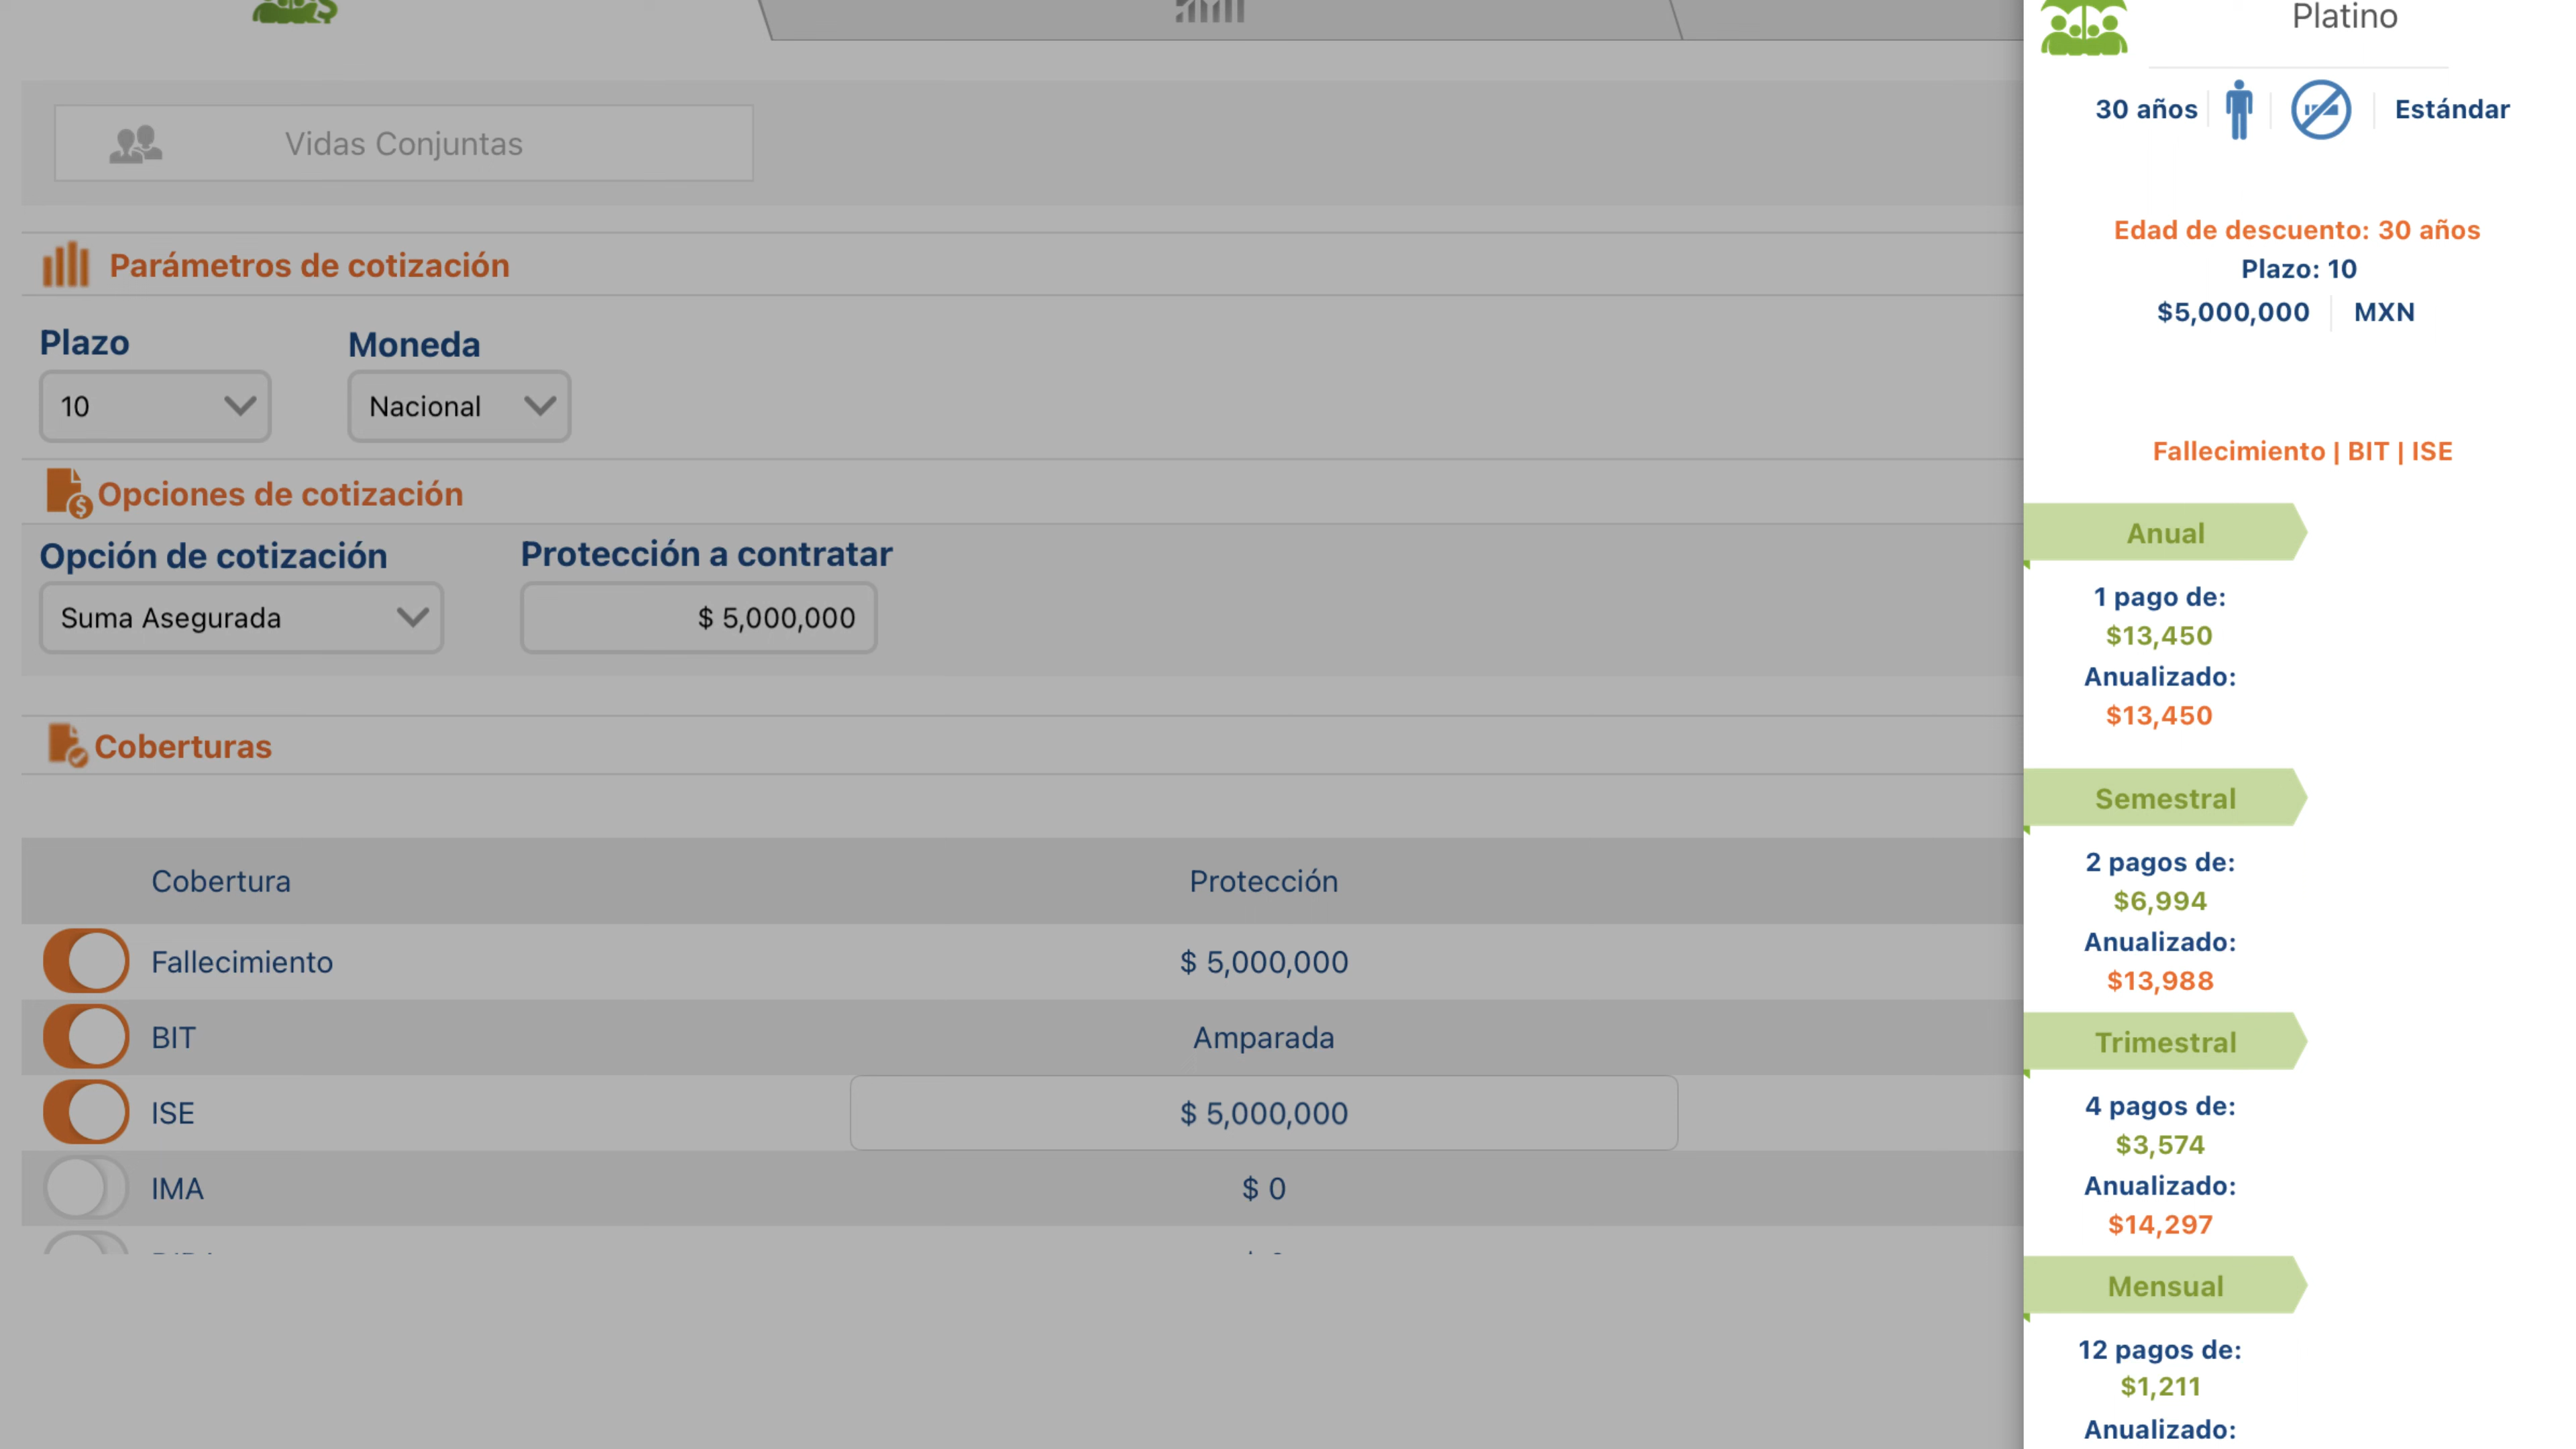 Vidas Conjuntas
Parámetros de cotización
Plazo
Moneda
10
Nacional
Opciones de cotización
Opción de cotización
Protección a contratar
Suma Asegurada
$ 5,000,000
Coberturas
Cobertura
Protección
Fallecimiento
$ 5,000,000
BIT
Amparada
ISE
$ 5,000,000
IMA
$ 0
Platino
30 años
Estándar
Edad de descuento: 30 años
Plazo: 10
$5,000,000
MXN
Fallecimiento | BIT | ISE
Anual
1 pago de:
$13,450
Anualizado:
$13,450
Semestral
2 pagos de:
$6,994
Anualizado:
$13,988
Trimestral
4 pagos de:
$3,574
Anualizado:
$14,297
Mensual
12 pagos de:
$1,211
Anualizado: